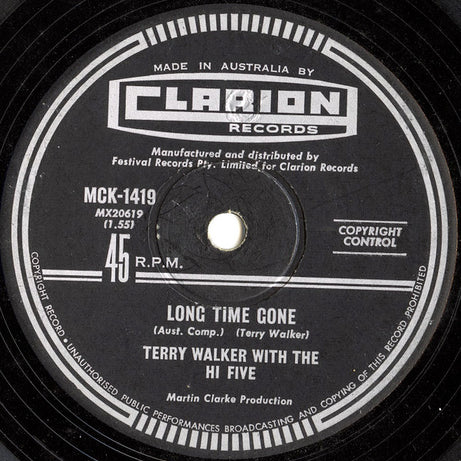 MADE IN AUSTRALIA BY
CLARION
RECORDS
Manufactured and distributed by
Festival Records Pty. Limited for Clarion Records
MCK-1419
MX20619
(1.55)
45 R.P.M.
COPYRIGHT
CONTROL
LONG TIME GONE
(Aust. Comp.) (Terry Walker)
TERRY WALKER WITH THE
HI FIVE
Martin Clarke Production
COPYRIGHT RECORD • UNAUTHORISED PUBLIC PERFORMANCES BROADCASTING AND COPYING OF THIS RECORD PROHIBITED